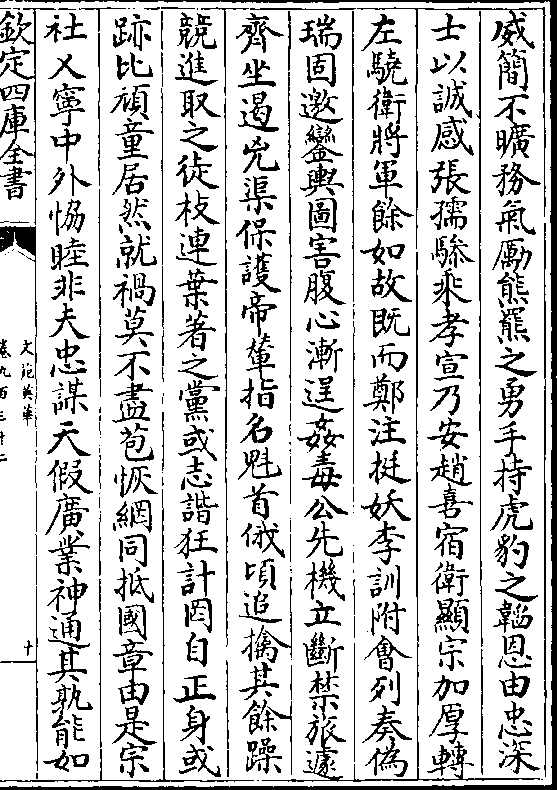 威簡不曠務氣勵熊羆之勇手持虎豹之韜恩由忠深
士以誠感張孺驂乘孝宣乃安趙喜宿衛顯宗加厚轉
左驍衛將軍餘如故既而鄭注挺妖李訓附會列奏偽
瑞固邀鑾輿圖害腹心漸逞姦毒公先機立斷禁旅遽
齊坐遏兇渠保護帝輦指名魁首俄頃追擒其餘躁
競進取之徒枝連葉著之黨或志諧狂計罔自正身或
跡比頑童居然就禍莫不盡苞恢網同抵國章由是宗
社乂寧中外恊睦非夫忠謀天假廣業神通其孰能如
欽定四庫全書
文苑英華
卷九百三十二
十